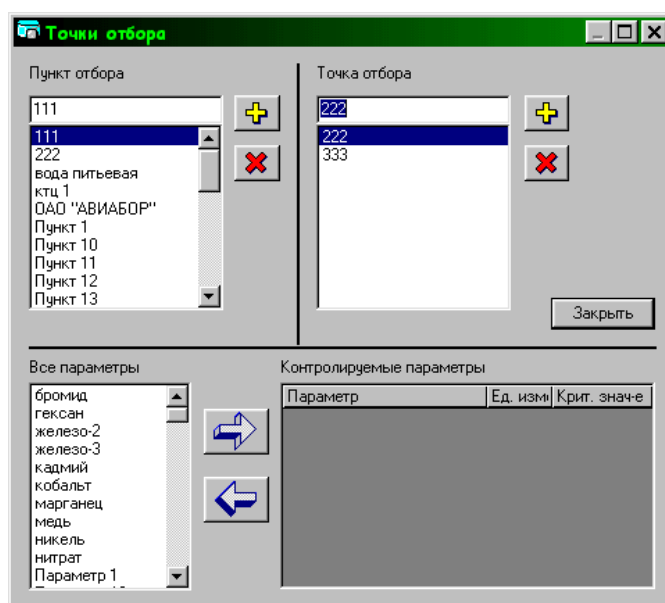 Точки отбора
Пункт отбора
111
111
222
вода питьевая
ктц 1
ОАО "АВИАБОР"
Пункт 1
Пункт 10
Пункт 11
Пункт 12
Пункт 13
Точка отбора
222
222
333
Закрыть
Все параметры
бромид
гексан
железо-2
железо-3
кадмий
кобальт
марганец
медь
никель
нитрат
Параметр 1
Контролируемые параметры
Параметр Ед. изм Крит. знач-е